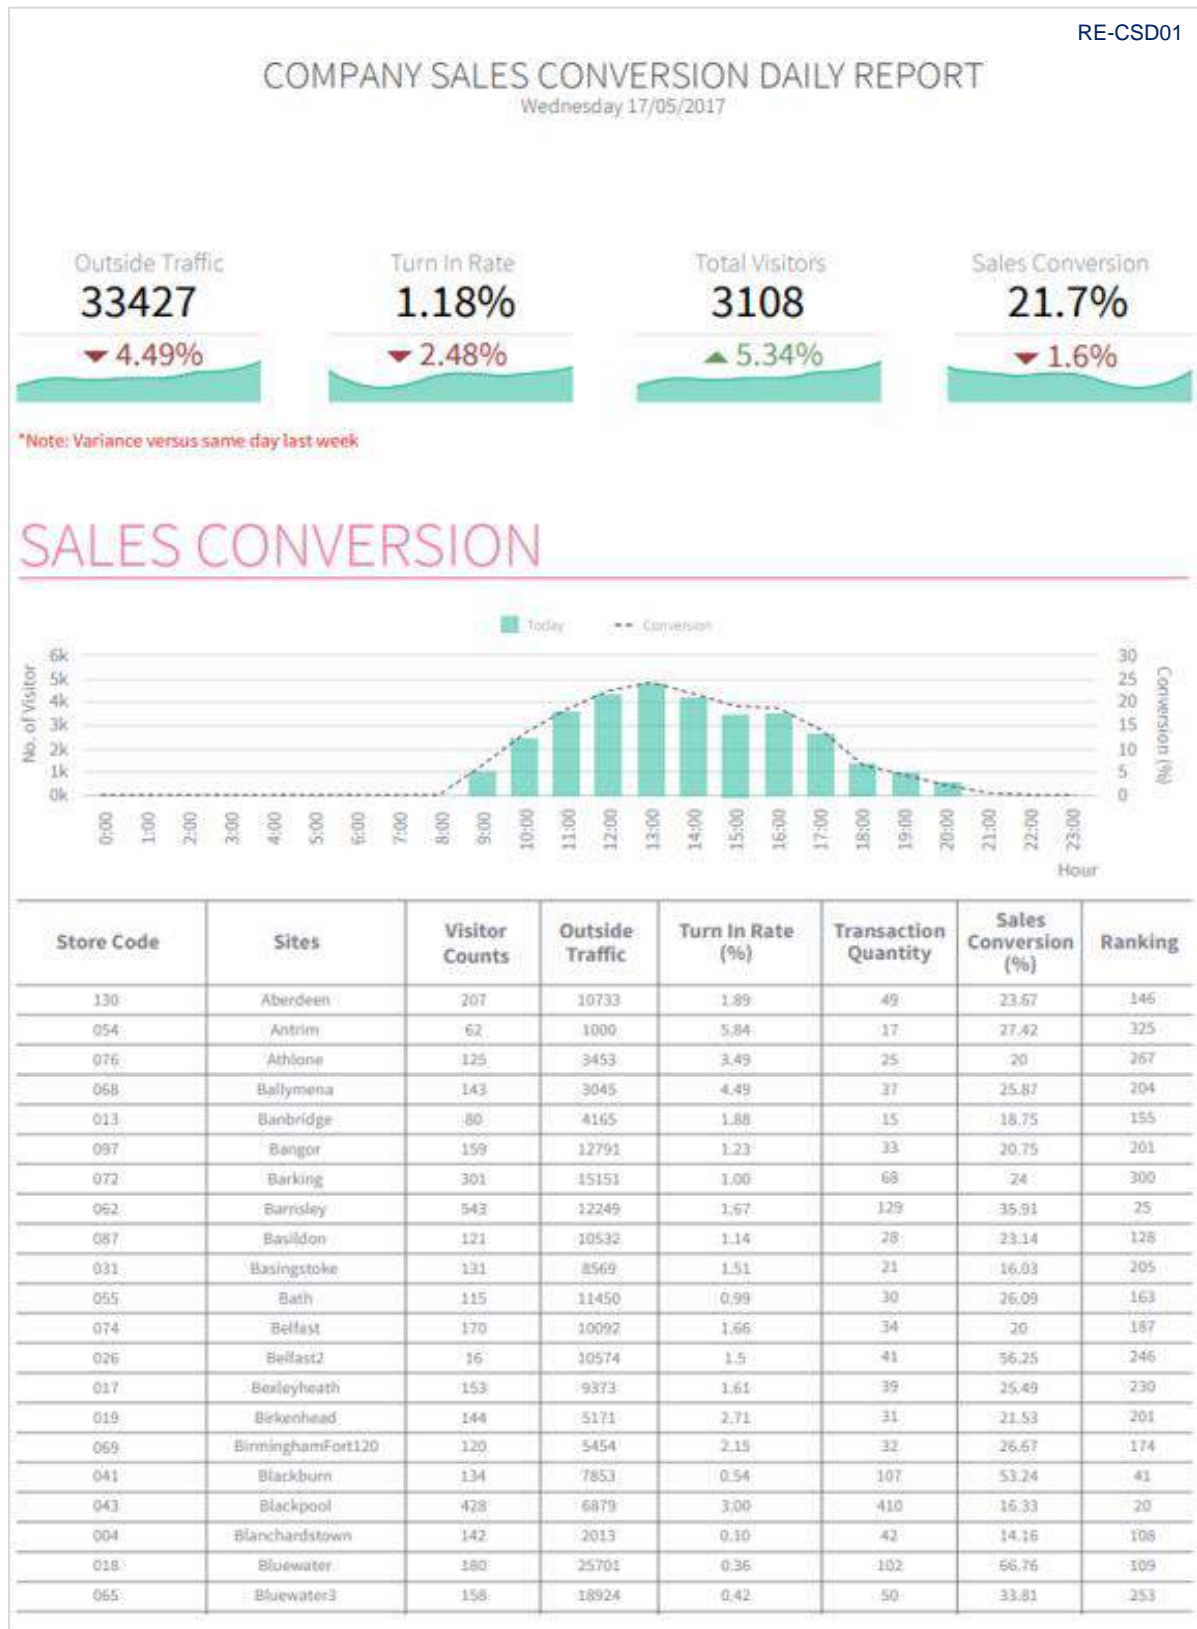 RE-CSD01
COMPANY SALES CONVERSION DAILY REPORT
Wednesday 17/05/2017
Outside Traffic Turn In Rate Total Visitors Sales Conversion
33427 1.18% 3108 21.7%
4.49% 2.48% 5.34% 1.6%
*Note: Variance versus same day last week
SALES CONVERSION
Today Conversion
No. of Visitor
6k
5k
4k
3k
2k
1k
0k
30
25
20
15
10
5
0
Conversion (%)
0:00 1:00 2:00 3:00 4:00 5:00 6:00 7:00 8:00 9:00 10:00 11:00 12:00 13:00 14:00 15:00 16:00 17:00 18:00 19:00 20:00 21:00 22:00 23:00
Hour
Store Code Sites Visitor Counts Outside Traffic Turn In Rate (%) Transaction Quantity Sales Conversion (%) Ranking
130 Aberdeen 207 10733 1.89 49 23.67 146
054 Antrim 62 1000 5.84 17 27.42 325
076 Athlone 125 3453 3.49 25 20 267
068 Ballymena 143 3045 4.49 37 25.87 204
013 Banbridge 80 4165 1.88 15 18.75 155
097 Bangor 159 12791 1.23 33 20.75 201
072 Barking 301 15151 1.00 68 24 300
062 Barnsley 543 12249 1.67 129 35.91 25
087 Basildon 121 10532 1.14 28 23.14 128
031 Basingstoke 131 8569 1.51 21 16.03 205
055 Bath 115 11450 0.99 30 26.09 163
074 Belfast 170 10092 1.66 34 20 187
026 Belfast2 16 10574 1.5 41 56.25 246
017 Bexleyheath 153 9373 1.61 39 25.49 230
019 Birkenhead 144 5171 2.71 31 21.53 201
069 BirminghamFort120 120 5454 2.15 32 26.67 174
041 Blackburn 134 7853 0.54 107 53.24 41
043 Blackpool 428 6879 3.00 410 16.33 20
004 Blanchardstown 142 2013 0.10 42 14.16 108
018 Bluewater 180 25701 0.36 102 66.76 109
065 Bluewater3 158 18924 0.42 50 33.81 253